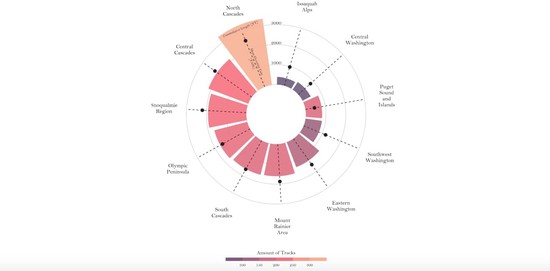 North
Cascades
Issaquah
Alps
Central
Washington
Puget
Sound
and
Islands
Southwest
Washington
Eastern
Washington
Mount
Rainier
Area
South
Cascades
Olympic
Peninsula
Snoqualmie
Region
Central
Cascades
3000
2000
1000
Amount of Tracks